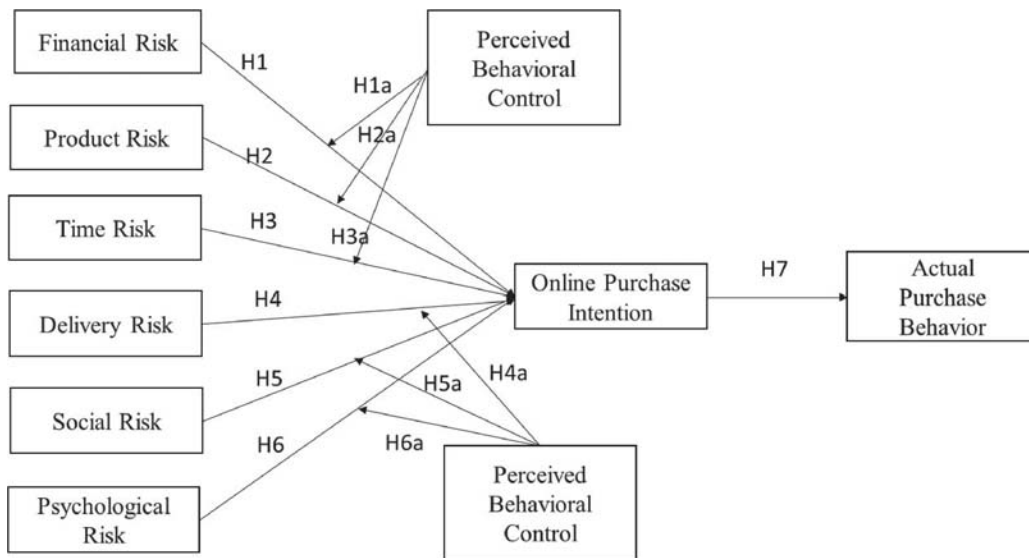 Financial Risk
H1
Perceived
Behavioral
Control
H1a
Product Risk
H2
H2a
Time Risk
H3
H3a
Online Purchase
Intention
H7
Actual
Purchase
Behavior
Delivery Risk
H4
H4a
Social Risk
H5
H5a
H6
H6a
Psychological
Risk
Perceived
Behavioral
Control